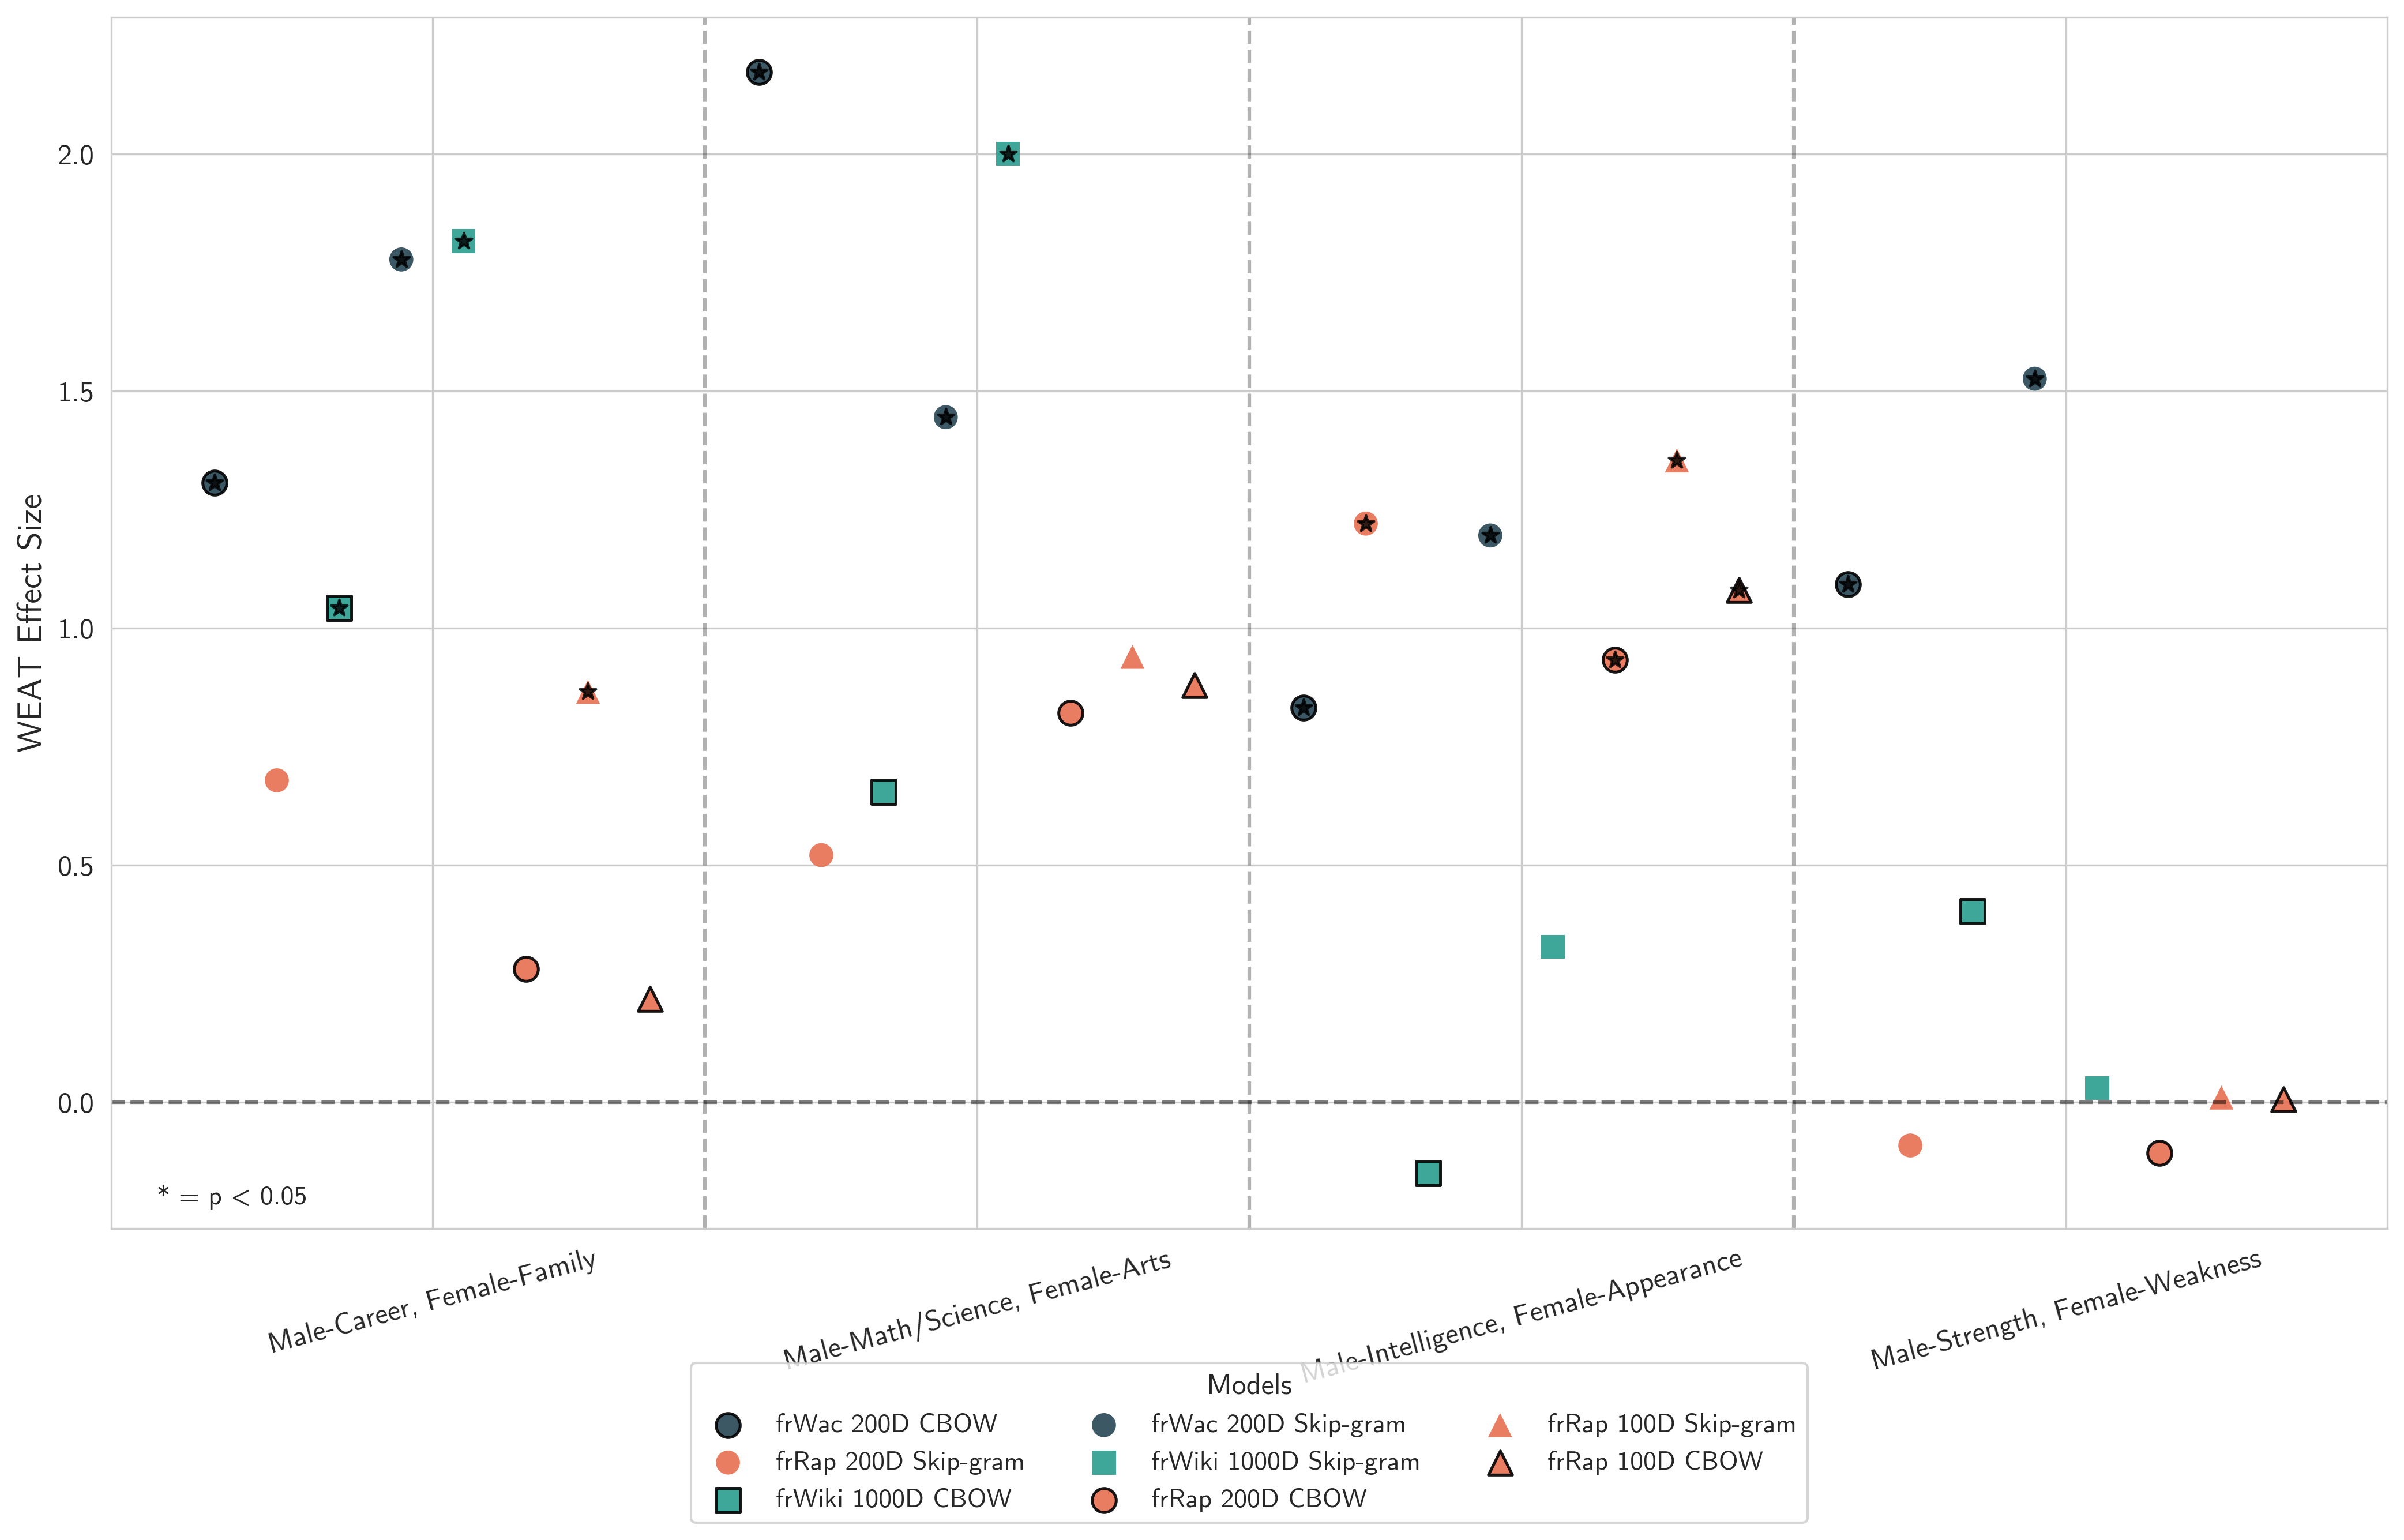 WEAT Effect Size
2.0
1.5
1.0
0.5
0.0
* = p < 0.05
Male-Career, Female-Family
Male-Math/Science, Female-Arts
Male-Intelligence, Female-Appearance
Male-Strength, Female-Weakness
Models
frWac 200D CBOW
frRap 200D Skip-gram
frWiki 1000D CBOW
frWac 200D Skip-gram
frWiki 1000D Skip-gram
frRap 200D CBOW
frRap 100D Skip-gram
frRap 100D CBOW